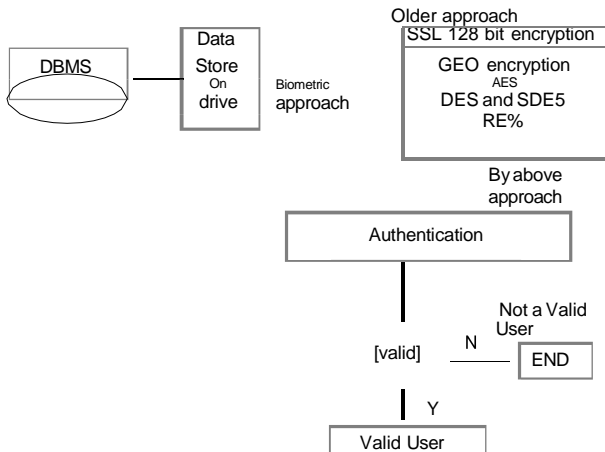 Older approach
SSL 128 bit encryption
Data
DBMS
Store
On
drive
Biometric
approach
GEO encryption
AES
DES and SDE5
RE%
By above
approach
Authentication
Not a Valid
User
[valid]
N
END
Y
Valid User